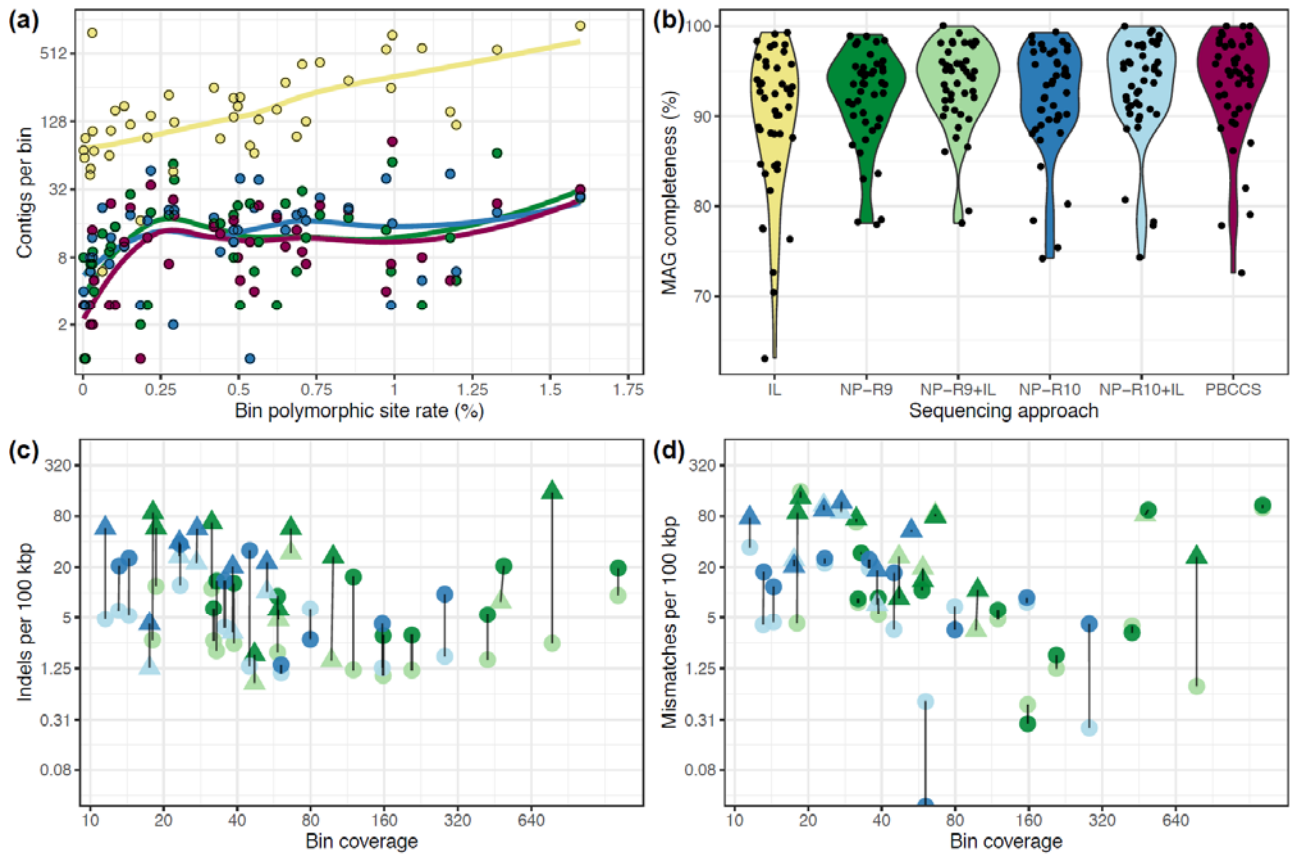 (a)
Contigs per bin
512
128
32
8
2
0
0.25
0.5
0.75
1
1.25
1.5
1.75
Bin polymorphic site rate (%)
(b)
MAG completeness (%)
100
90
80
70
IL
NP−R9
NP−R9+IL
NP−R10
NP−R10+IL
PBCCS
Sequencing approach
(c)
Indels per 100 kbp
320
80
20
5
1.25
0.31
0.08
10
20
40
80
160
320
640
Bin coverage
(d)
Mismatches per 100 kbp
320
80
20
5
1.25
0.31
0.08
10
20
40
80
160
320
640
Bin coverage